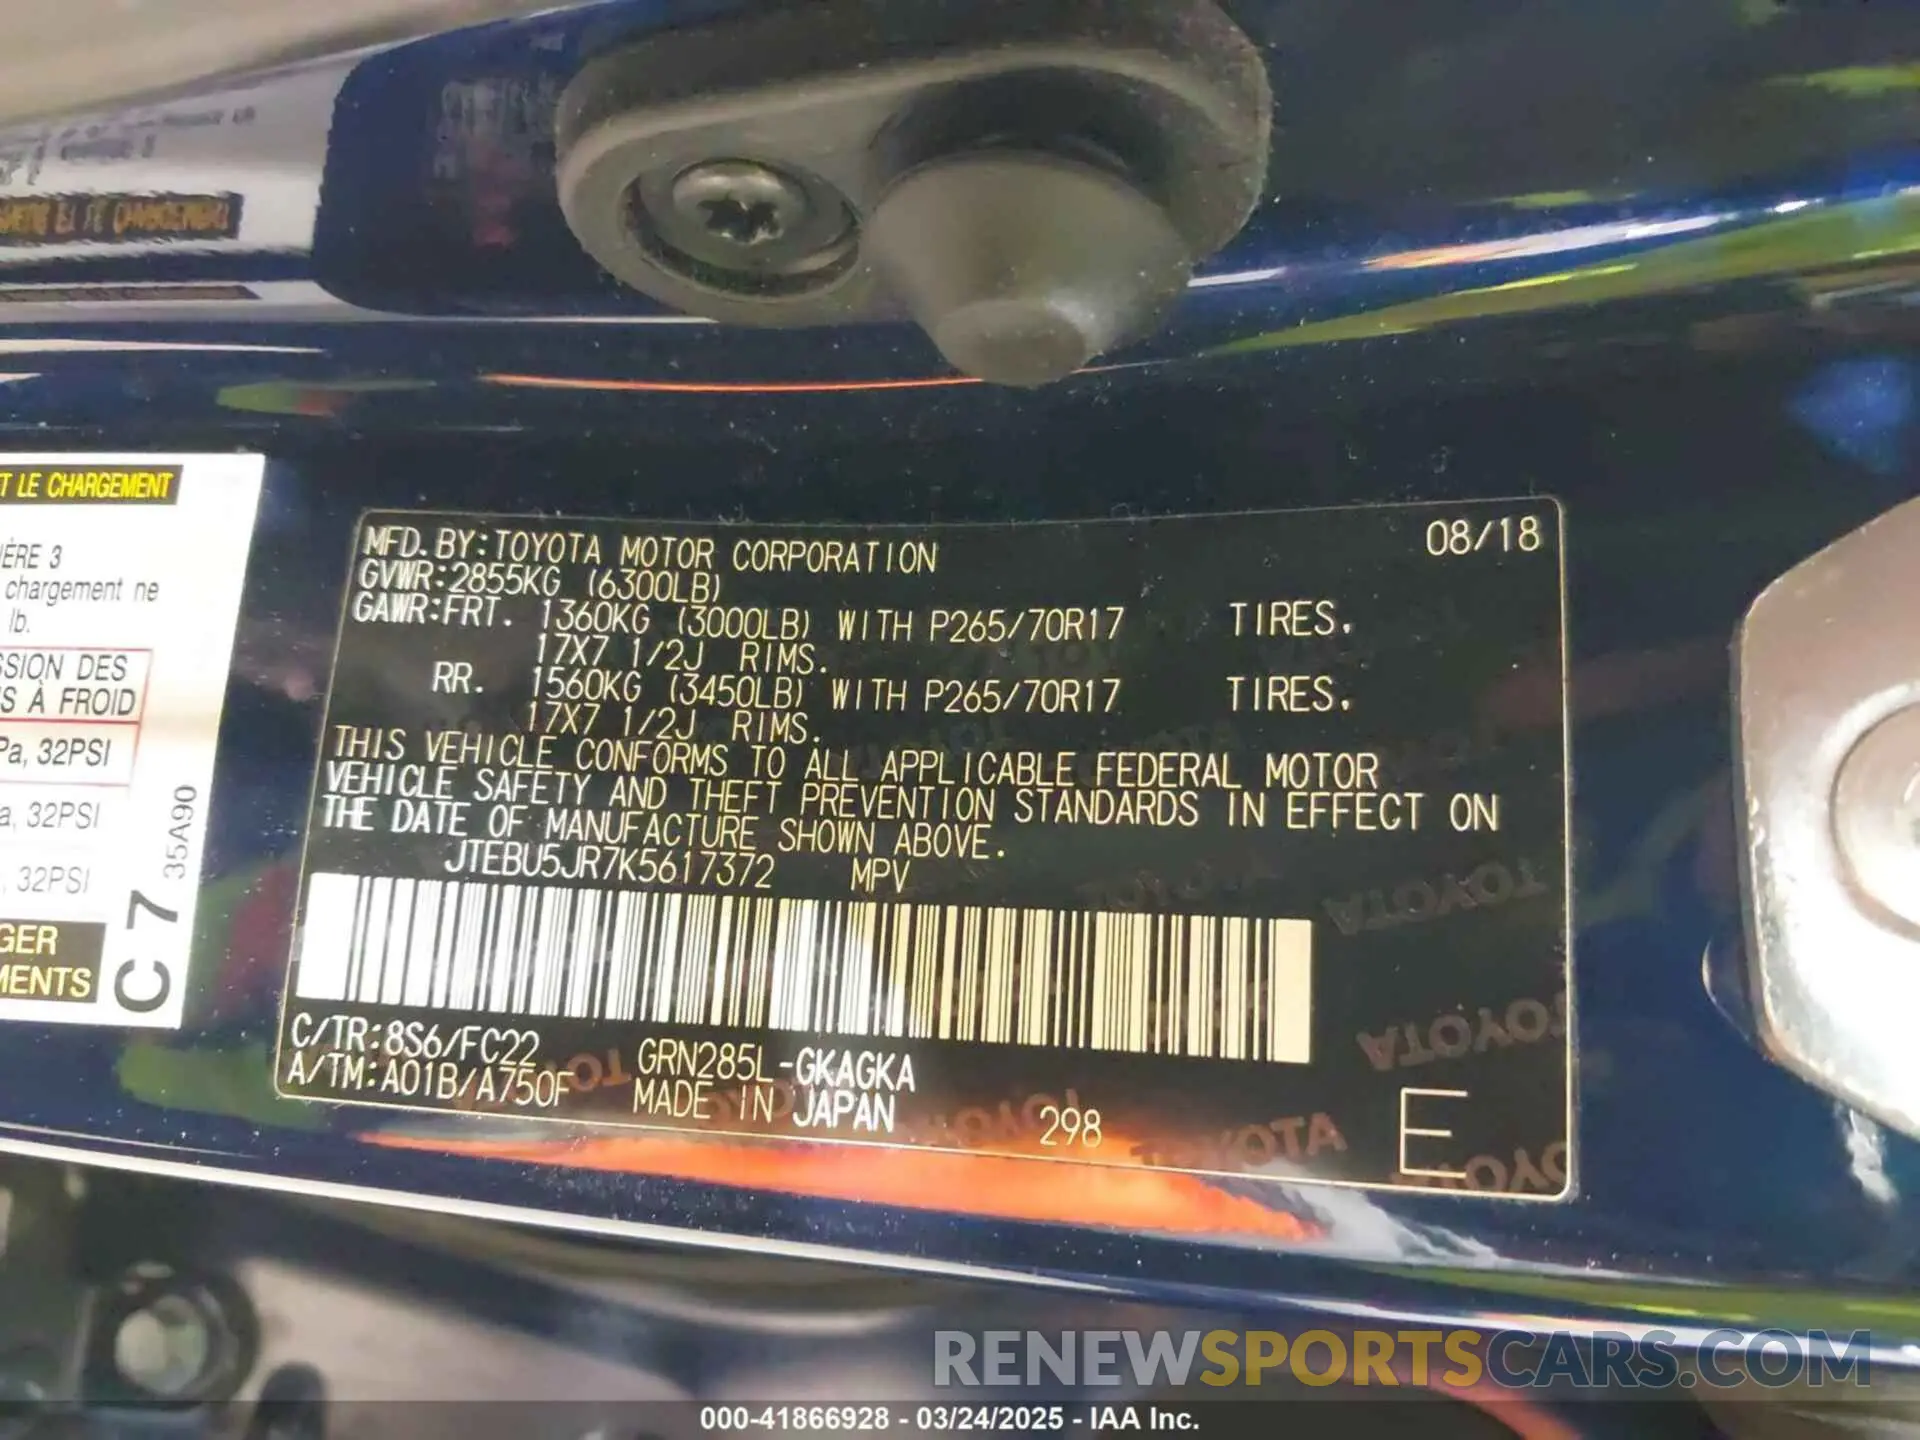 T LE CHARGEMENT
IÈRE 3
chargement ne
lb.
SSION DES
S À FROID
Pa, 32PSI
a, 32PSI
, 32PSI
GER
MENTS
C 7
35A90
MFD. BY: TOYOTA MOTOR CORPORATION 08/18
GVWR: 2855KG (6300LB)
GAWR: FRT. 1360KG (3000LB) WITH P265/70R17 TIRES.
17X7 1/2J RIMS.
RR. 1560KG (3450LB) WITH P265/70R17 TIRES.
17X7 1/2J RIMS.
THIS VEHICLE CONFORMS TO ALL APPLICABLE FEDERAL MOTOR
VEHICLE SAFETY AND THEFT PREVENTION STANDARDS IN EFFECT ON
THE DATE OF MANUFACTURE SHOWN ABOVE.
JTEBU5JR7K5617372 MPV
C/TR: 8S6/FC22 GRN285L-GKAGKA
A/TM: A01B/A750F MADE IN JAPAN 298 E
TOYOTA
RENEWSPORTSCARS.COM
000-41866928 - 03/24/2025 - IAA Inc.